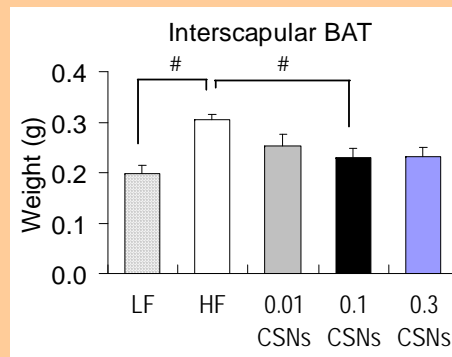 Interscapular BAT
# #
Weight (g)
0.4
0.3
0.2
0.1
0.0
LF HF 0.01 0.1 0.3
CSNs CSNs CSNs